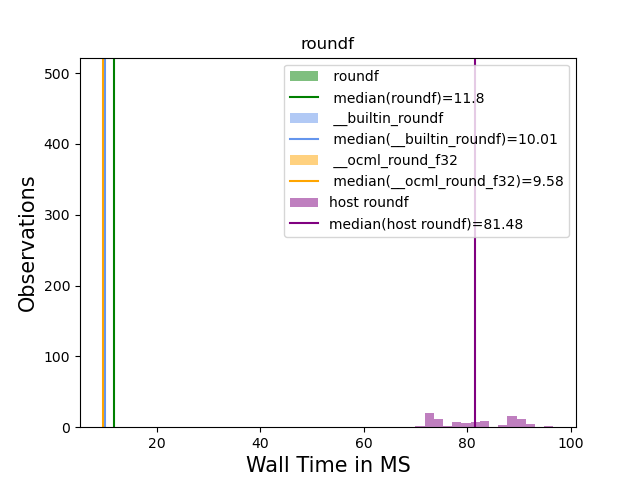 roundf
500
400
300
200
100
0
Observations
roundf
median(roundf)=11.8
__builtin_roundf
median(__builtin_roundf)=10.01
__ocml_round_f32
median(__ocml_round_f32)=9.58
host roundf
median(host roundf)=81.48
20 40 60 80 100
Wall Time in MS